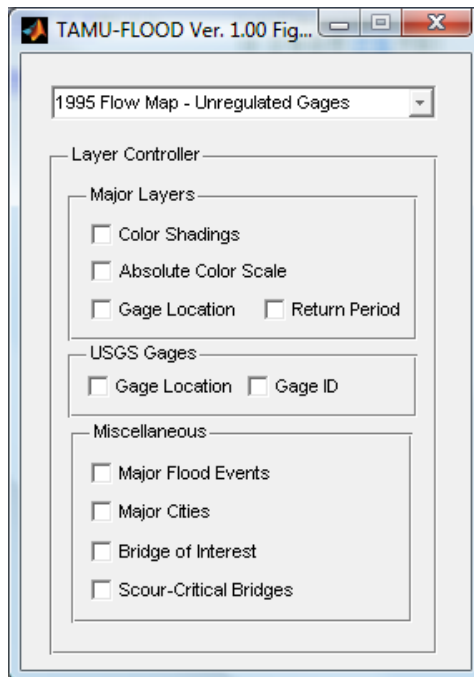 TAMU-FLOOD Ver. 1.00 Fig...
1995 Flow Map - Unregulated Gages
Layer Controller
Major Layers
Color Shadings
Absolute Color Scale
Gage Location Return Period
USGS Gages
Gage Location Gage ID
Miscellaneous
Major Flood Events
Major Cities
Bridge of Interest
Scour-Critical Bridges